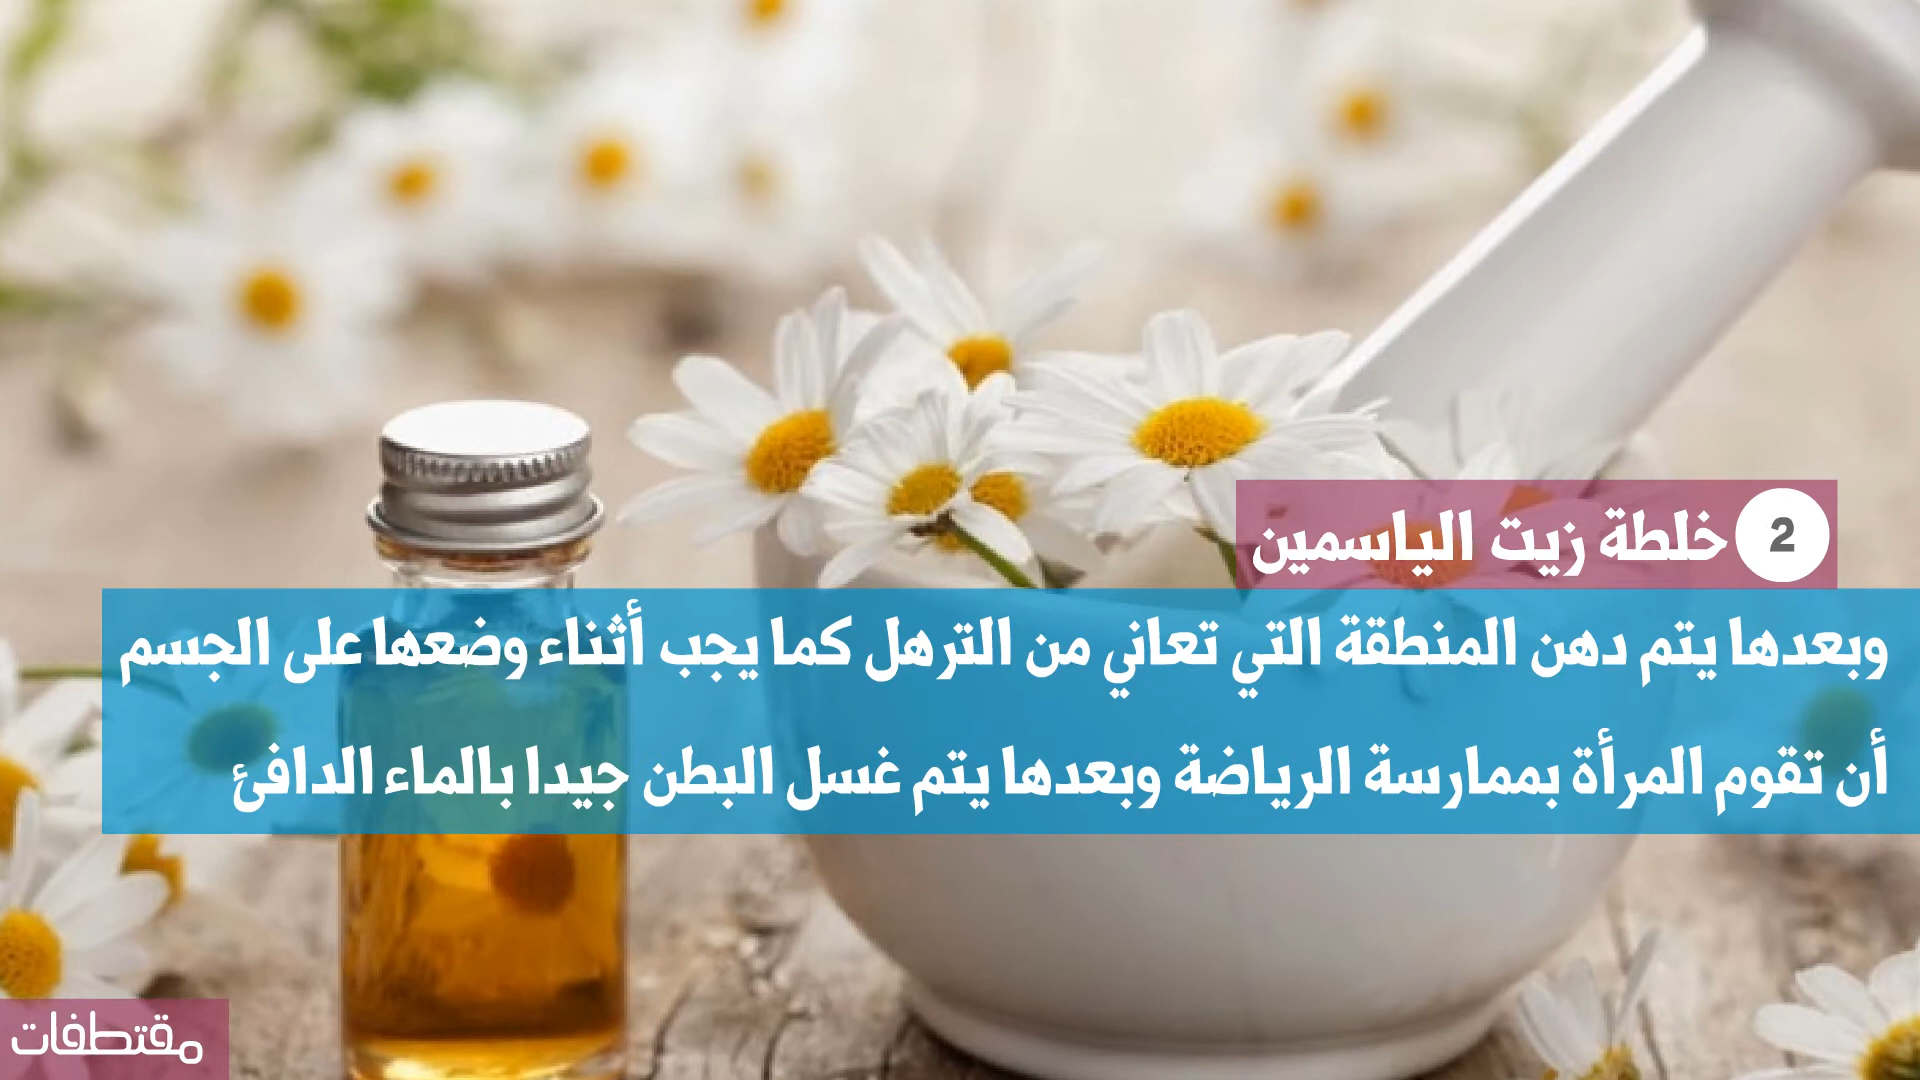 2 خلطة زيت الياسمين
وبعدها يتم دهن المنطقة التي تعاني من الترهل كما يجب أثناء وضعها على الجسم
أن تقوم المرأة بممارسة الرياضة وبعدها يتم غسل البطن جيدا بالماء الدافئ
مقتطفات